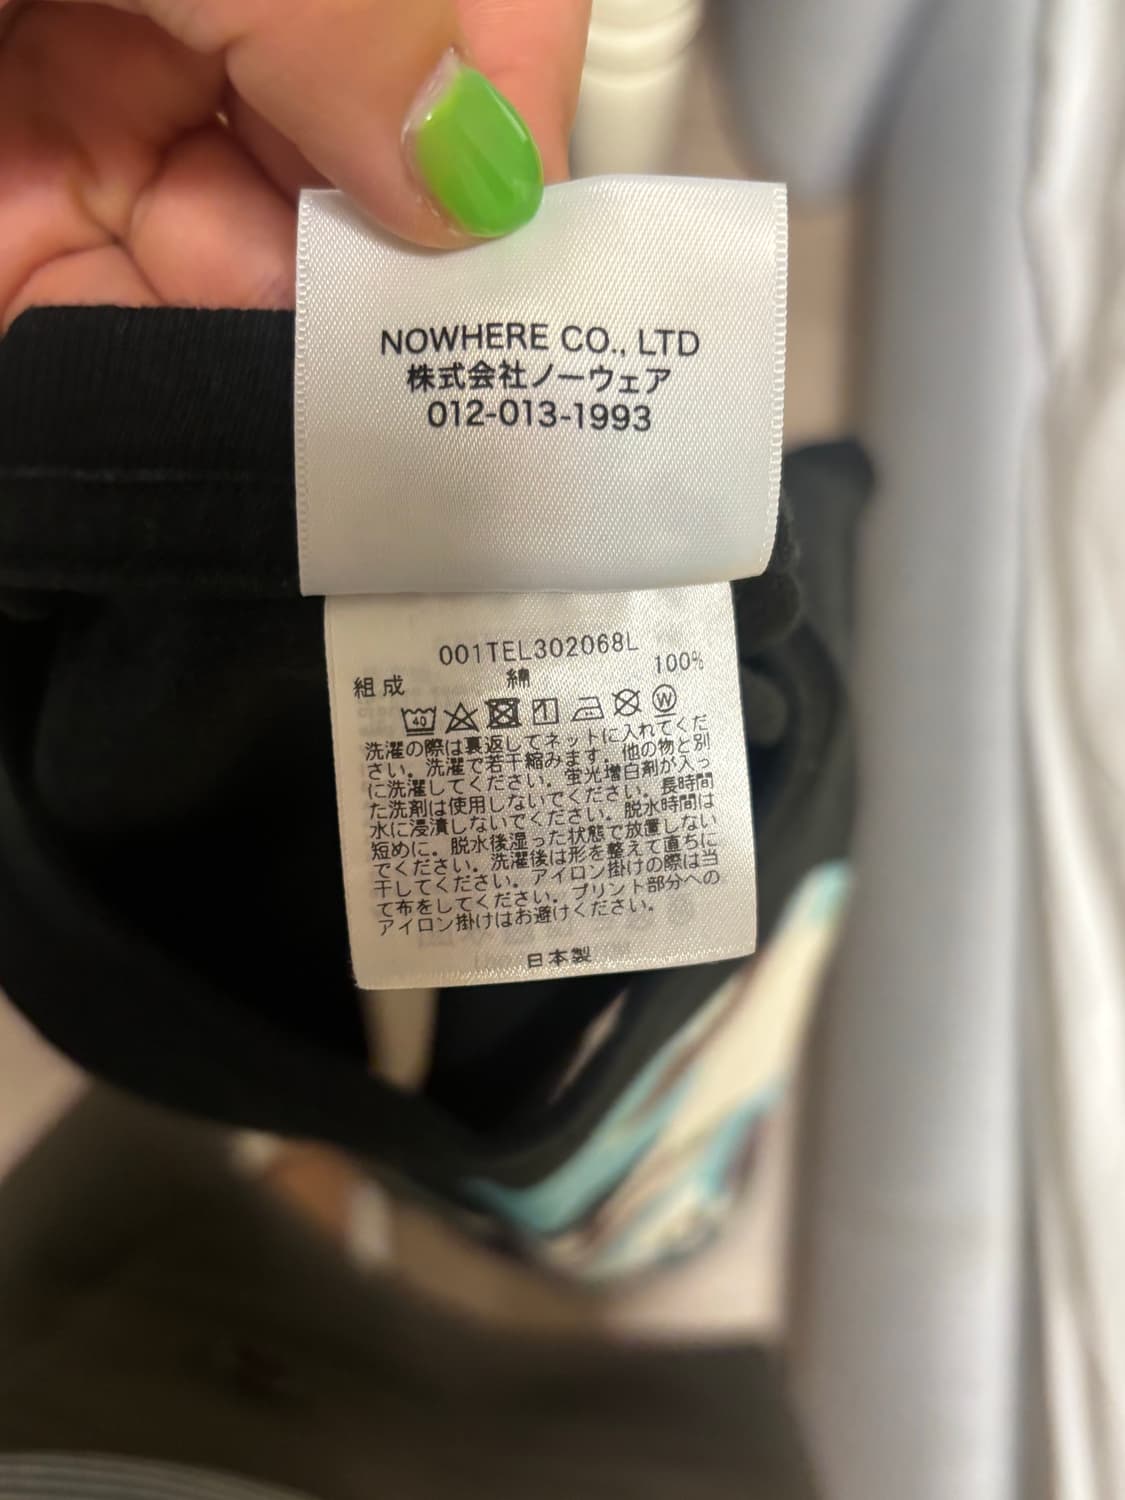 NOWHERE CO., LTD
株式会社ノーウェア
012-013-1993
001TEL302068L
組成 綿 100%
40 W
洗濯の際は裏返してネットに入れてくだ
さい。洗濯で若干縮みます。他の物と別
に洗濯してください。蛍光増白剤が入っ
た洗剤は使用しないでください。長時間
水に浸漬しないでください。脱水時間は
短めに。脱水後湿った状態で放置しない
でください。洗濯後は形を整えて直ちに
干してください。アイロン掛けの際は当
て布をしてください。プリント部分への
アイロン掛けはお避けください。
日本製